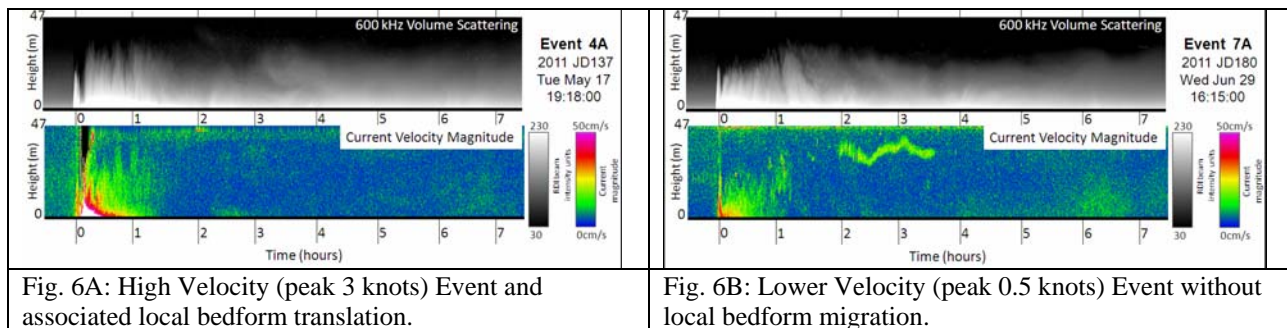 47
600 kHz Volume Scattering
Height (m)
0
0 1 2 3 4 5 6 7
47
Current Velocity Magnitude
Height (m)
0
0 1 2 3 4 5 6 7
Time (hours)
Event 4A
2011 JD137
Tue May 17
19:18:00
230
RDI beam
intensity units
30
50cm/s
Current
magnitude
0cm/s
Fig. 6A: High Velocity (peak 3 knots) Event and
associated local bedform translation.
47
600 kHz Volume Scattering
Height (m)
0
0 1 2 3 4 5 6 7
47
Current Velocity Magnitude
Height (m)
0
0 1 2 3 4 5 6 7
Time (hours)
Event 7A
2011 JD180
Wed Jun 29
16:15:00
230
RDI beam
intensity units
30
50cm/s
Current
magnitude
0cm/s
Fig. 6B: Lower Velocity (peak 0.5 knots) Event without
local bedform migration.